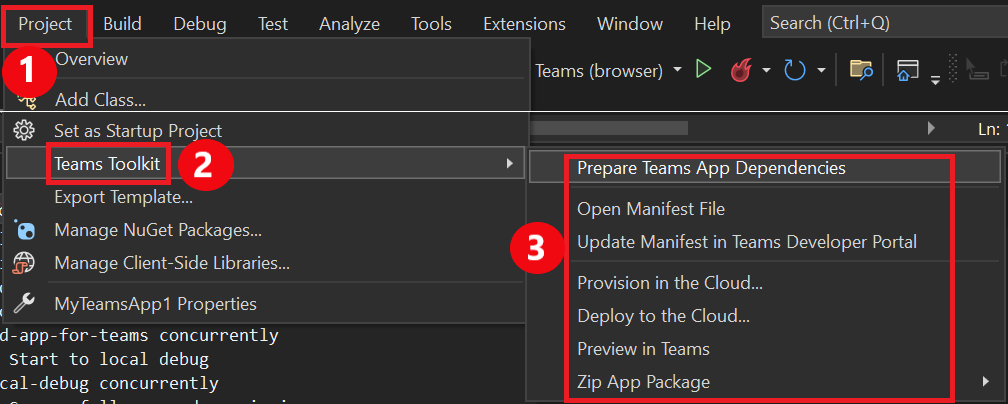 Project Build Debug Test Analyze Tools Extensions Window Help Search (Ctrl+Q)
1
Overview
Teams (browser)
Add Class...
Set as Startup Project
Ln:
Teams Toolkit
2
Prepare Teams App Dependencies
Export Template...
Open Manifest File
Manage NuGet Packages...
3
Update Manifest in Teams Developer Portal
Manage Client-Side Libraries...
Provision in the Cloud...
MyTeamsApp1 Properties
Deploy to the Cloud...
d-app-for-teams concurrently
Preview in Teams
Start to local debug
Zip App Package
cal-debug concurrently